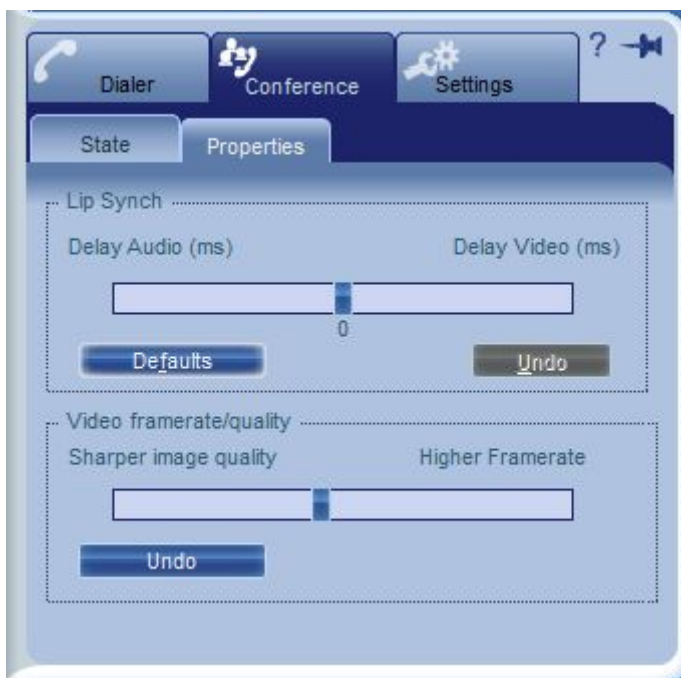 ?
Dialer Conference Settings
State Properties
Lip Synch
Delay Audio (ms) Delay Video (ms)
0
Defaults Undo
Video framerate/quality
Sharper image quality Higher Framerate
Undo